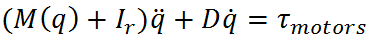 (M(q) + I_r)q̈ + Dq̇ = τ_motors